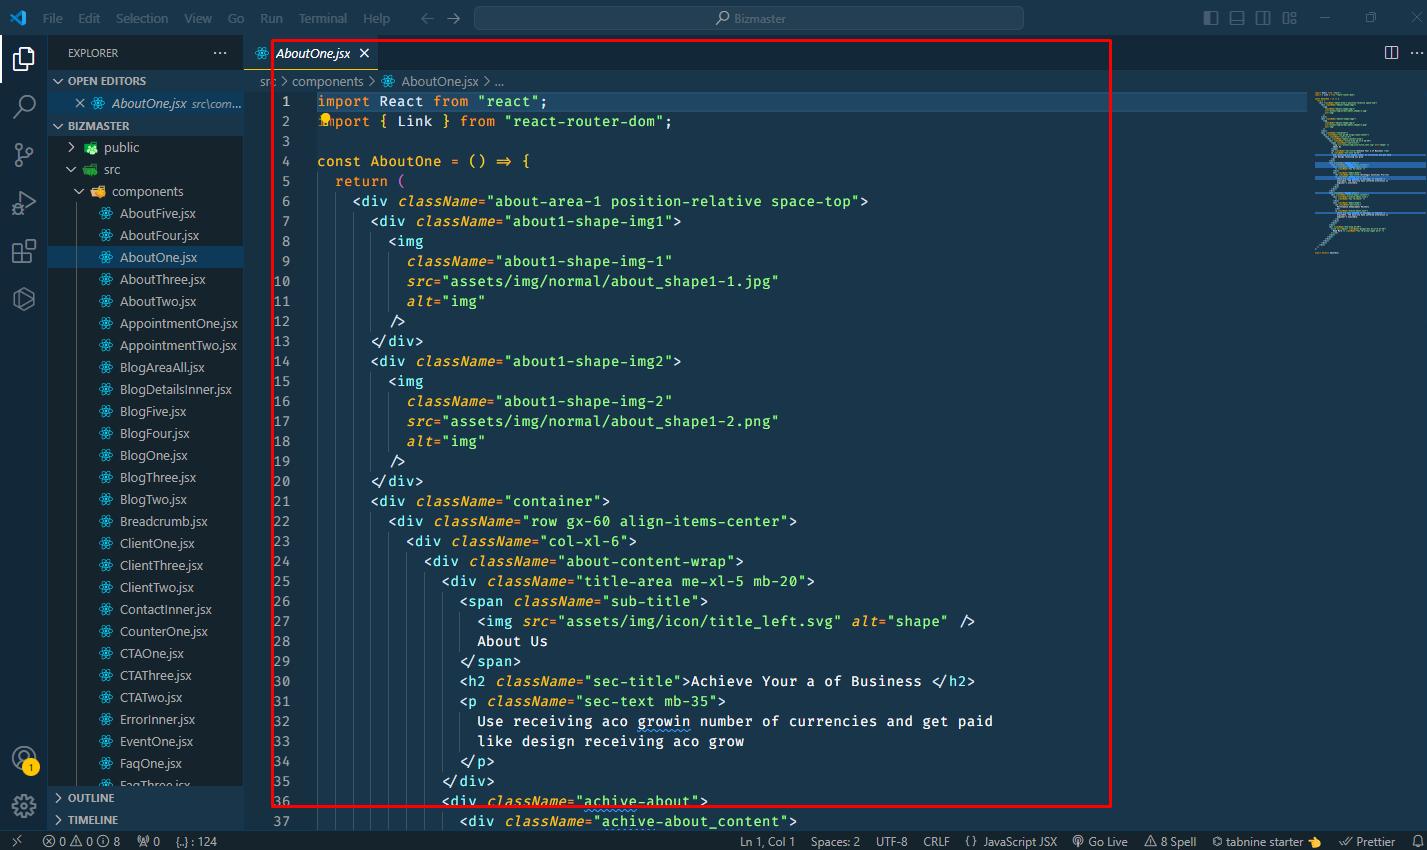 File Edit Selection View Go Run Terminal Help
Bizmaster
EXPLORER
OPEN EDITORS
AboutOne.jsx src\com...
BIZMASTER
public
src
components
AboutFive.jsx
AboutFour.jsx
AboutOne.jsx
AboutThree.jsx
AboutTwo.jsx
AppointmentOne.jsx
AppointmentTwo.jsx
BlogAreaAll.jsx
BlogDetailsInner.jsx
BlogFive.jsx
BlogFour.jsx
BlogOne.jsx
BlogThree.jsx
BlogTwo.jsx
Breadcrumb.jsx
ClientOne.jsx
ClientThree.jsx
ClientTwo.jsx
ContactInner.jsx
CounterOne.jsx
CTAOne.jsx
CTAThree.jsx
CTATwo.jsx
ErrorInner.jsx
EventOne.jsx
FaqOne.jsx
FaqThree.jsx
OUTLINE
TIMELINE
1
AboutOne.jsx
src > components > AboutOne.jsx > ...
1 import React from "react";
2 import { Link } from "react-router-dom";
3
4 const AboutOne = () => {
5 return (
6 <div className="about-area-1 position-relative space-top">
7 <div className="about1-shape-img1">
8 <img
9 className="about1-shape-img-1"
10 src="assets/img/normal/about_shape1-1.jpg"
11 alt="img"
12 />
13 </div>
14 <div className="about1-shape-img2">
15 <img
16 className="about1-shape-img-2"
17 src="assets/img/normal/about_shape1-2.png"
18 alt="img"
19 />
20 </div>
21 <div className="container">
22 <div className="row gx-60 align-items-center">
23 <div className="col-xl-6">
24 <div className="about-content-wrap">
25 <div className="title-area me-xl-5 mb-20">
26 <span className="sub-title">
27 <img src="assets/img/icon/title_left.svg" alt="shape" />
28 About Us
29 </span>
30 <h2 className="sec-title">Achieve Your a of Business </h2>
31 <p className="sec-text mb-35">
32 Use receiving aco growin number of currencies and get paid
33 like design receiving aco grow
34 </p>
35 </div>
36 <div className="achive-about">
37 <div className="achive-about_content">
0 0 8 0 {..} : 124 Ln 1, Col 1 Spaces: 2 UTF-8 CRLF {} JavaScript JSX Go Live 8 Spell tabnine starter Prettier